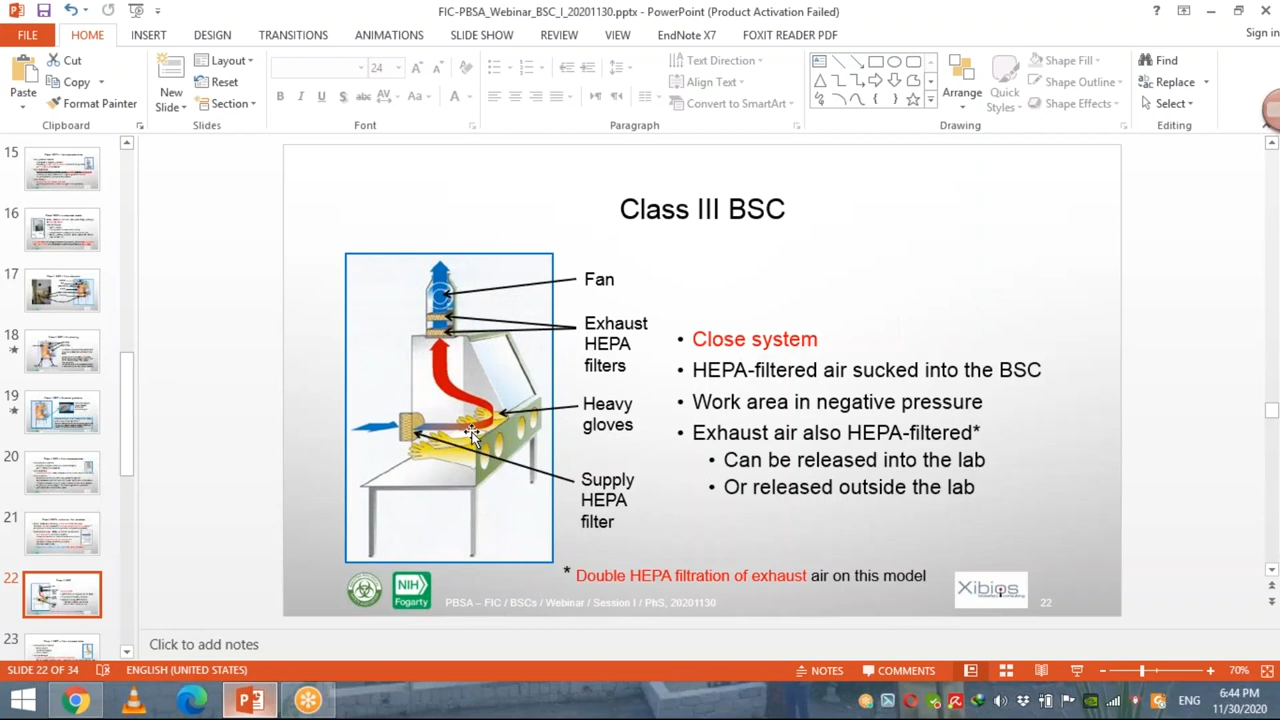 FIC-PBSA_Webinar_BSC_I_20201130.pptx - PowerPoint (Product Activation Failed)
FILE HOME INSERT DESIGN TRANSITIONS ANIMATIONS SLIDE SHOW REVIEW VIEW EndNote X7 FOXIT READER PDF Sign in
Paste
Cut
Copy
Format Painter
Clipboard
New
Slide
Layout
Reset
Section
Slides
24
Font
Text Direction
Align Text
Convert to SmartArt
Paragraph
Arrange
Quick
Styles
Shape Fill
Shape Outline
Shape Effects
Drawing
Find
Replace
Select
Editing
15
16
17
18
19
20
21
22
23
Class III BSC
Fan
Exhaust
HEPA
filters
Heavy
gloves
Supply
HEPA
filter
• Close system
• HEPA-filtered air sucked into the BSC
• Work area in negative pressure
• Exhaust air also HEPA-filtered*
• Can be released into the lab
• Or released outside the lab
* Double HEPA filtration of exhaust air on this model
NIH
Fogarty
PBSA – FIC / BSCs / Webinar / Session I / PhS, 20201130
Xibios
22
Click to add notes
SLIDE 22 OF 34 ENGLISH (UNITED STATES) NOTES COMMENTS 70%
ENG
6:44 PM
11/30/2020